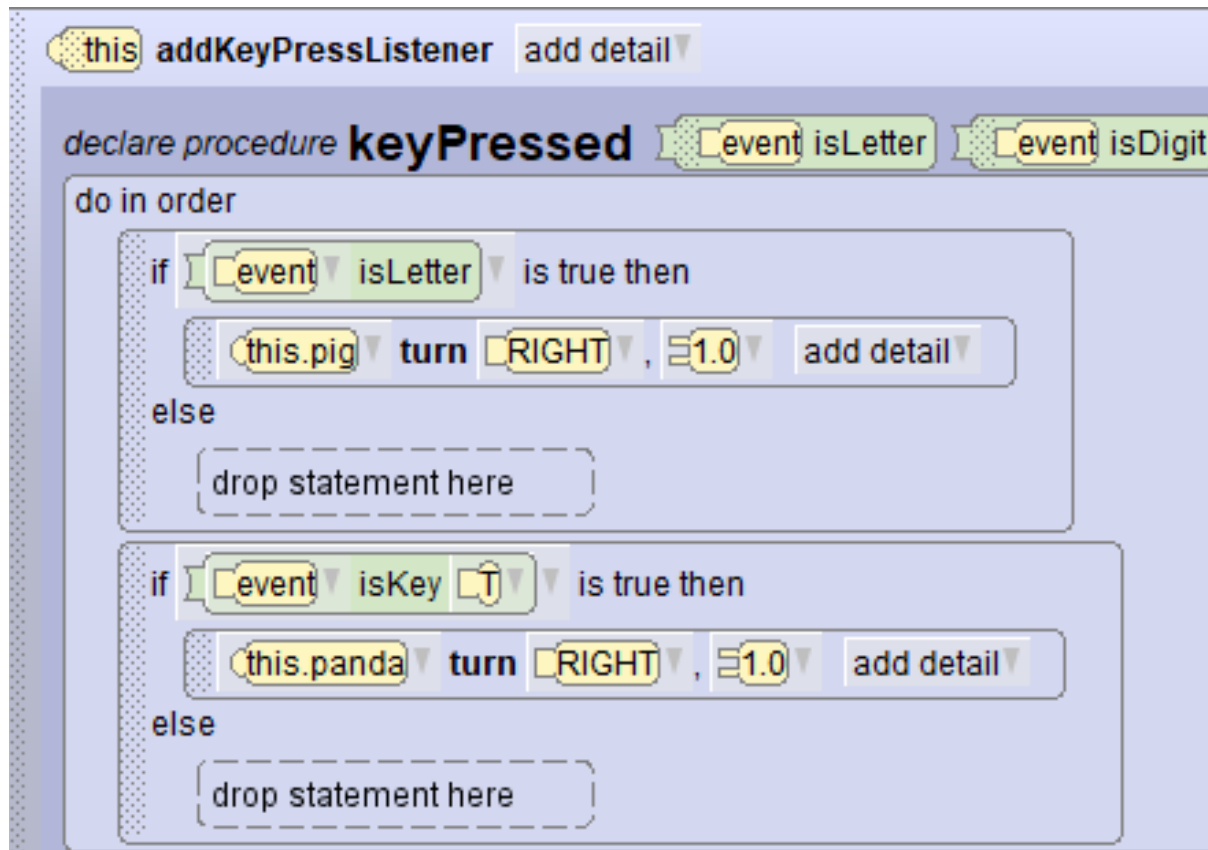 this addKeyPressListener add detail
declare procedure keyPressed event isLetter event isDigit
do in order
if event isLetter is true then
this.pig turn RIGHT , 1.0 add detail
else
drop statement here
if event isKey T is true then
this.panda turn RIGHT , 1.0 add detail
else
drop statement here